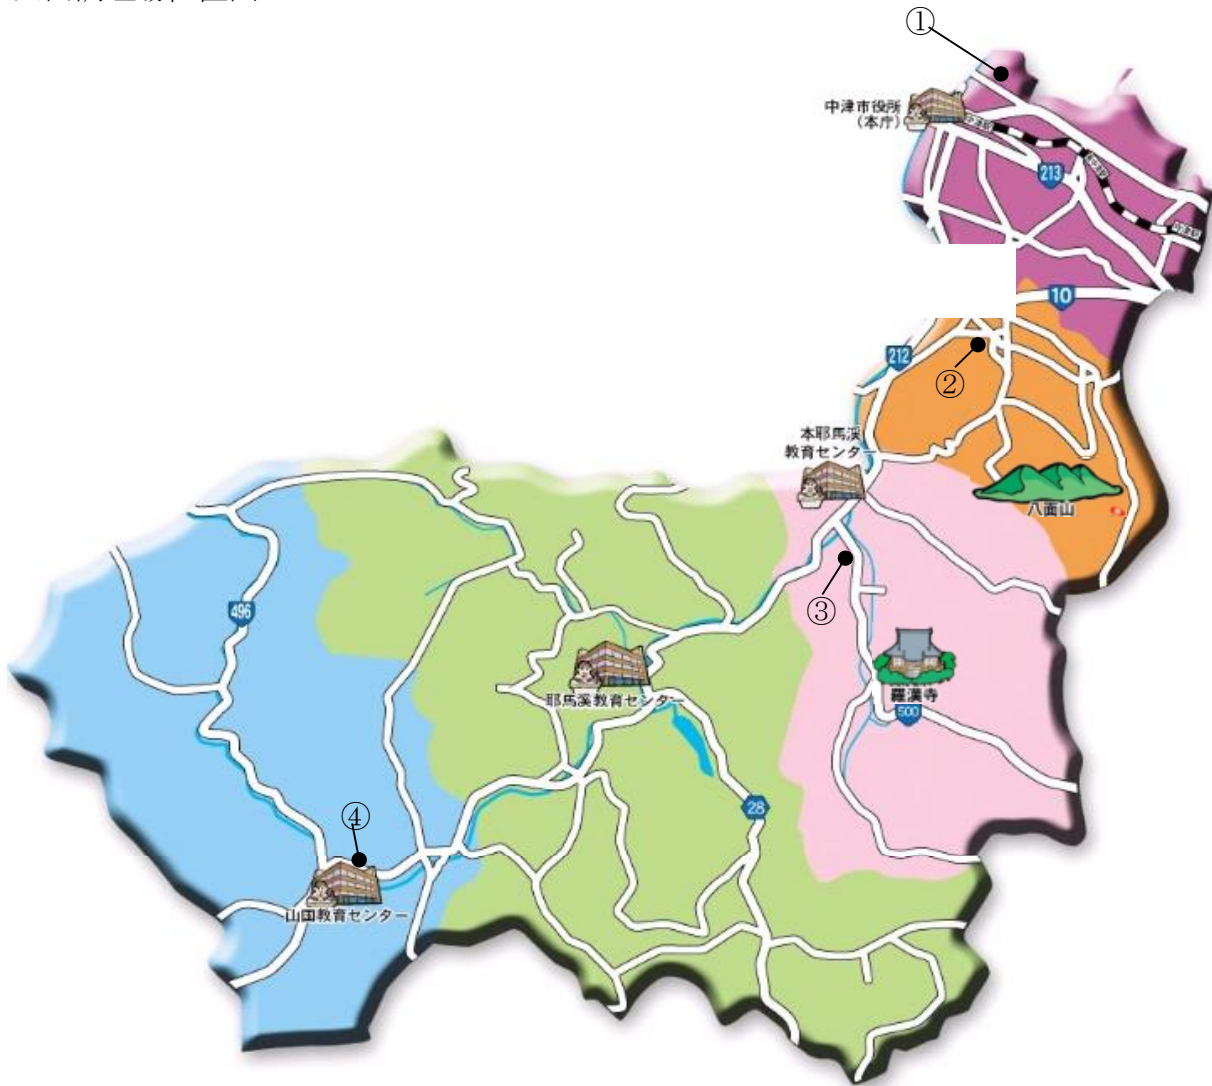 ①
中津市役所
(本庁)
213
10
212
②
本耶馬溪
教育センター
八面山
③
496
羅漢寺
500
耶馬溪教育センター
28
④
山国教育センター